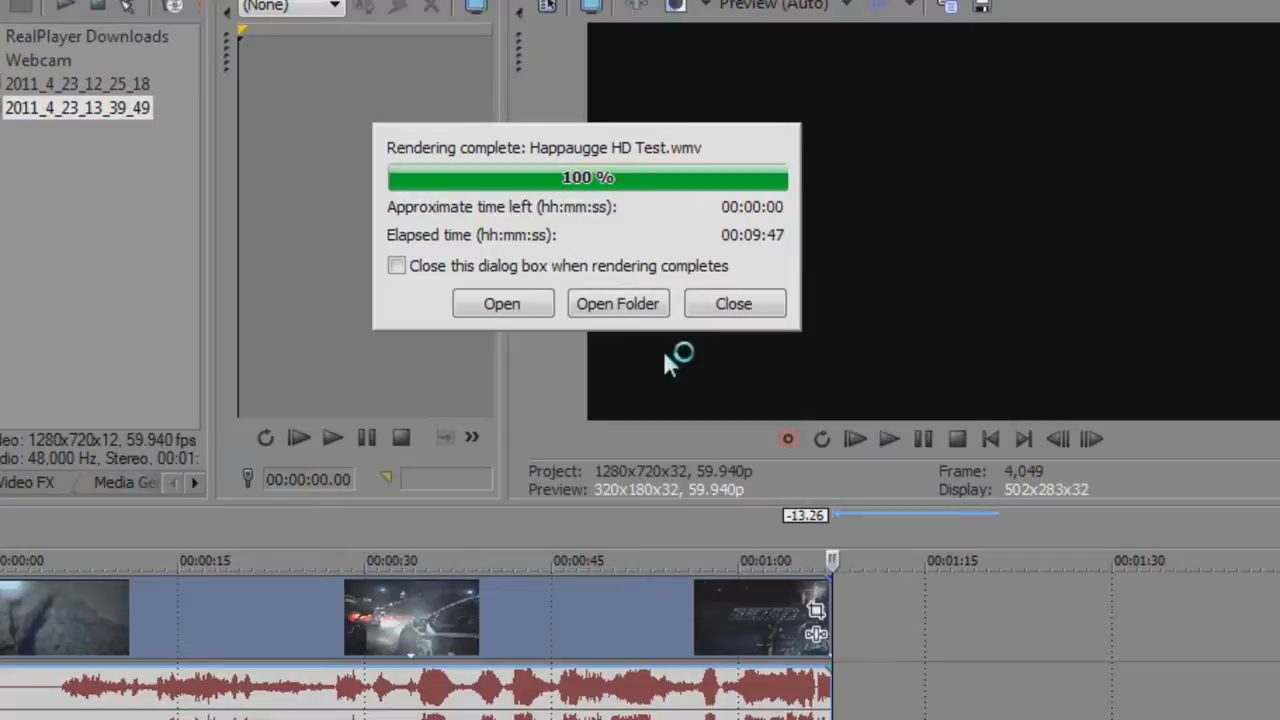 (None)
Preview (Auto)
RealPlayer Downloads
Webcam
2011_4_23_12_25_18
2011_4_23_13_39_49
Rendering complete: Happaugge HD Test.wmv
100 %
Approximate time left (hh:mm:ss): 00:00:00
Elapsed time (hh:mm:ss): 00:09:47
Close this dialog box when rendering completes
Open Open Folder Close
eo: 1280x720x12, 59.940 fps
dio: 48,000 Hz, Stereo, 00:01:
ideo FX Media Ge
00:00:00.00
Project: 1280x720x32, 59.940p Frame: 4,049
Preview: 320x180x32, 59.940p Display: 502x283x32
-13.26
0:00:00 00:00:15 00:00:30 00:00:45 00:01:00 00:01:15 00:01:30